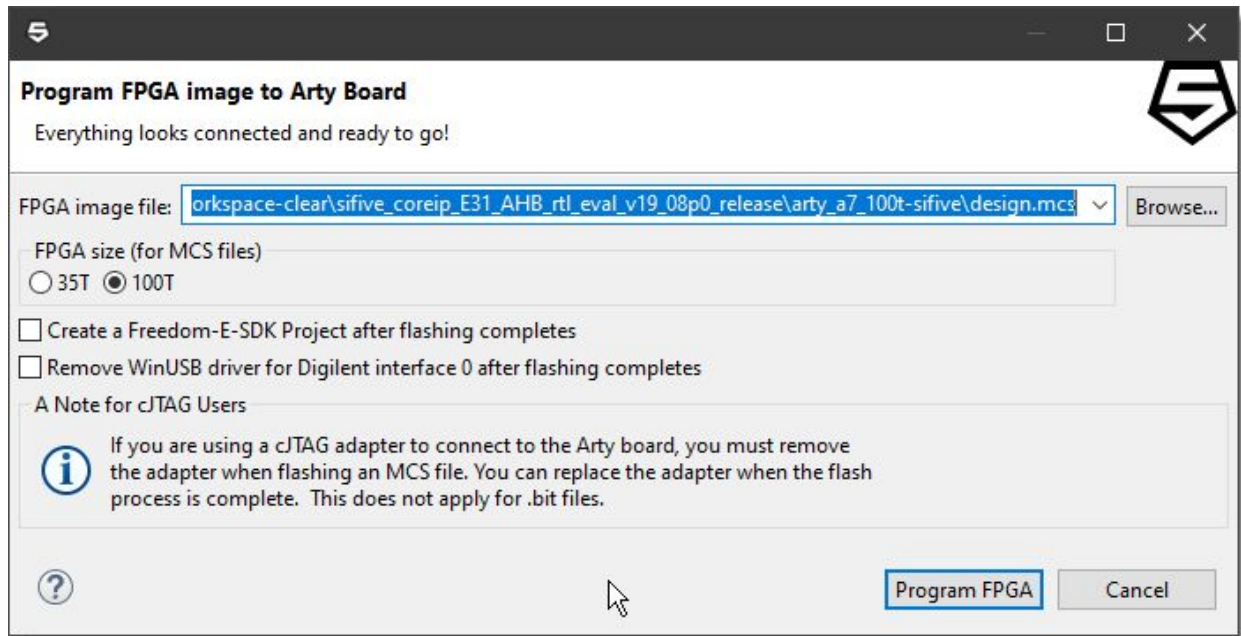 Program FPGA image to Arty Board
Everything looks connected and ready to go!
FPGA image file: orkspace-clear\sifive_coreip_E31_AHB_rtl_eval_v19_08p0_release\arty_a7_100t-sifive\design.mcs Browse...
FPGA size (for MCS files)
35T 100T
Create a Freedom-E-SDK Project after flashing completes
Remove WinUSB driver for Digilent interface 0 after flashing completes
A Note for cJTAG Users
If you are using a cJTAG adapter to connect to the Arty board, you must remove
the adapter when flashing an MCS file. You can replace the adapter when the flash
process is complete.  This does not apply for .bit files.
Program FPGA Cancel